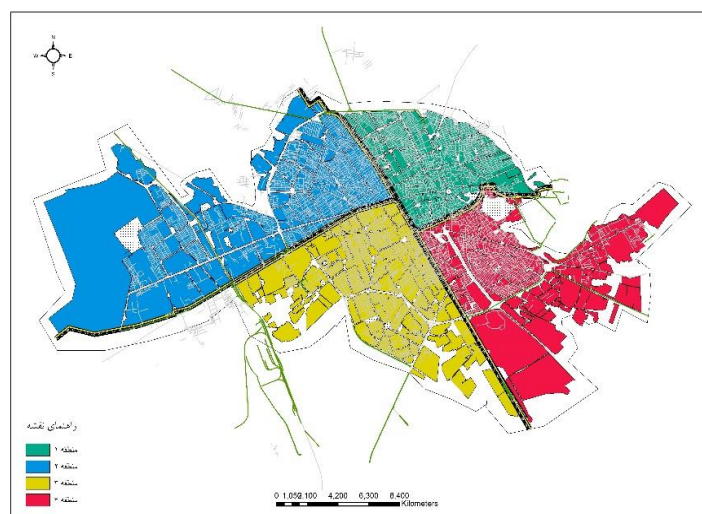 N
W E
S
راهنمای نقشه
منطقه ۱
منطقه ۲
منطقه ۳
منطقه ۴
0 1,050 2,100 4,200 6,300 8,400
Kilometers